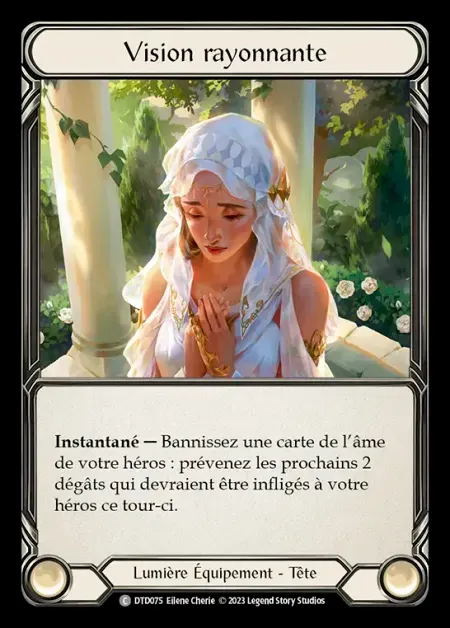 Vision rayonnante
Instantané — Bannissez une carte de l'âme
de votre héros : prévenez les prochains 2
dégâts qui devraient être infligés à votre
héros ce tour-ci.
Lumière Équipement - Tête
C DTD075 Eilene Cherie © 2023 Legend Story Studios